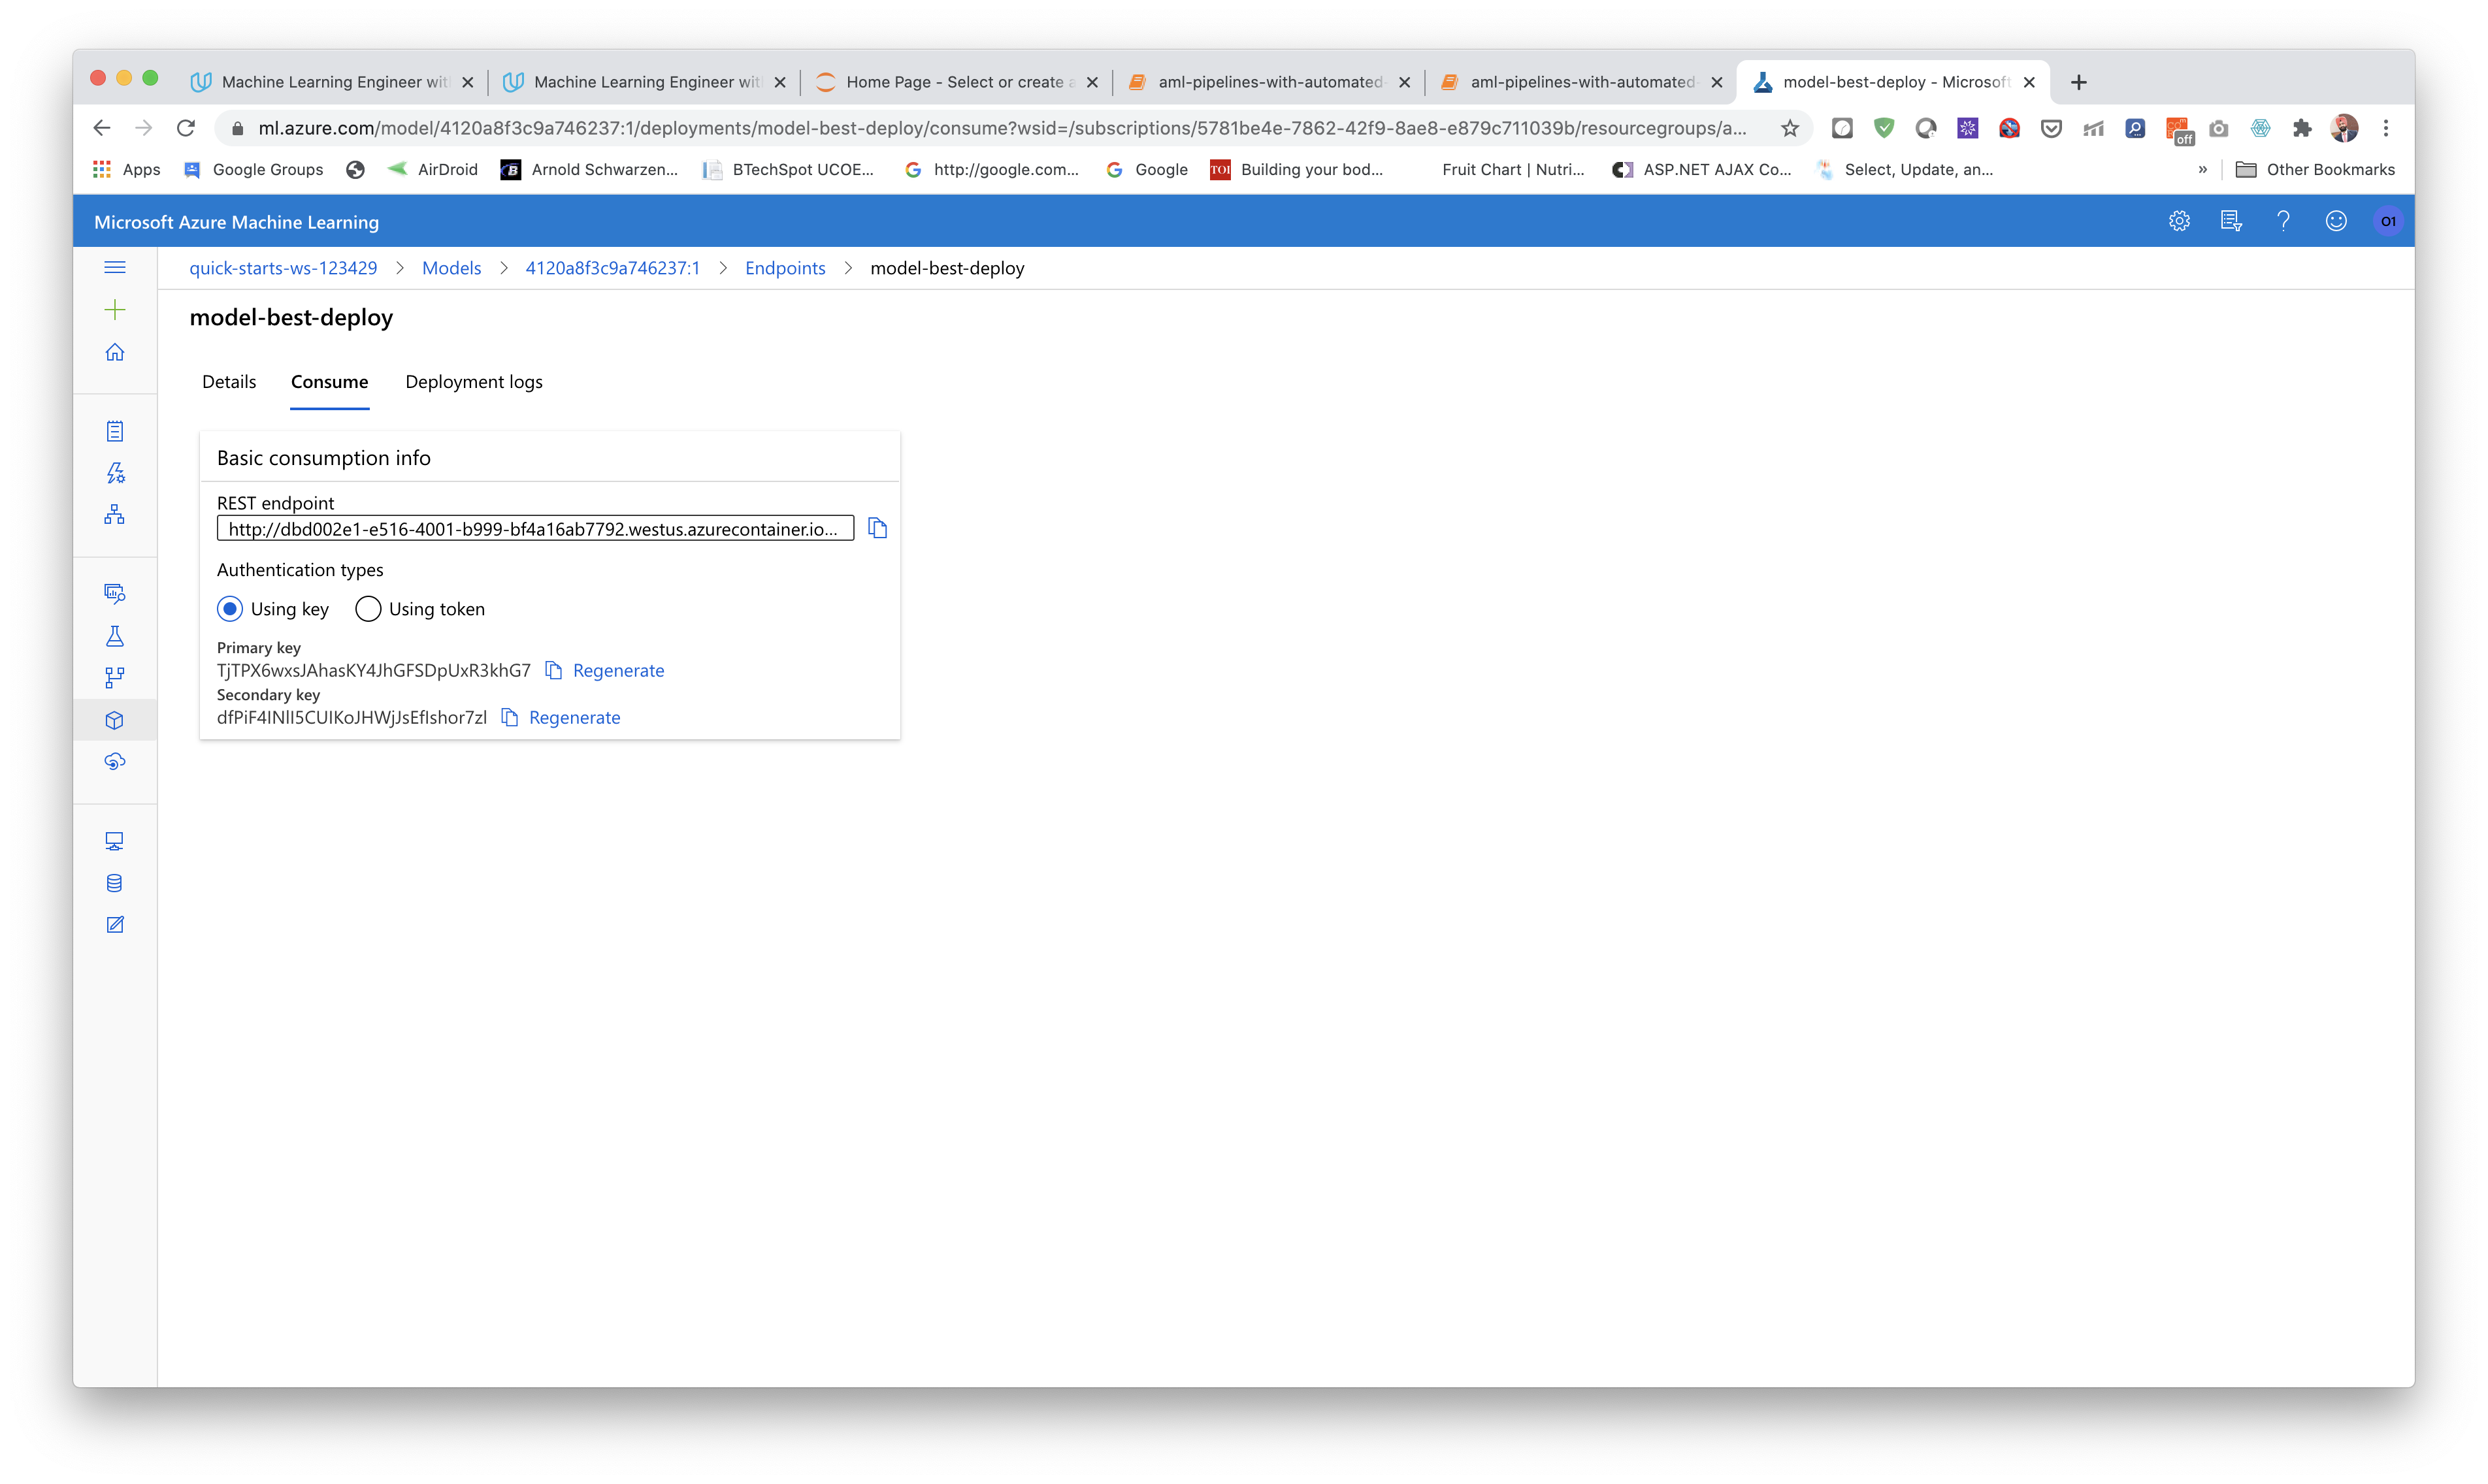 Machine Learning Engineer wit
Machine Learning Engineer wit
Home Page - Select or create a
aml-pipelines-with-automated-
aml-pipelines-with-automated-
model-best-deploy - Microsoft
ml.azure.com/model/4120a8f3c9a746237:1/deployments/model-best-deploy/consume?wsid=/subscriptions/5781be4e-7862-42f9-8ae8-e879c711039b/resourcegroups/a...
off
Apps
Google Groups
AirDroid
Arnold Schwarzen...
BTechSpot UCOE...
http://google.com...
Google
TOI
Building your bod...
Fruit Chart | Nutri...
ASP.NET AJAX Co...
Select, Update, an...
»
Other Bookmarks
Microsoft Azure Machine Learning
O1
quick-starts-ws-123429 > Models > 4120a8f3c9a746237:1 > Endpoints > model-best-deploy
model-best-deploy
Details
Consume
Deployment logs
Basic consumption info
REST endpoint
http://dbd002e1-e516-4001-b999-bf4a16ab7792.westus.azurecontainer.io...
Authentication types
Using key
Using token
Primary key
TjTPX6wxsJAhasKY4JhGFSDpUxR3khG7 Regenerate
Secondary key
Regenerate